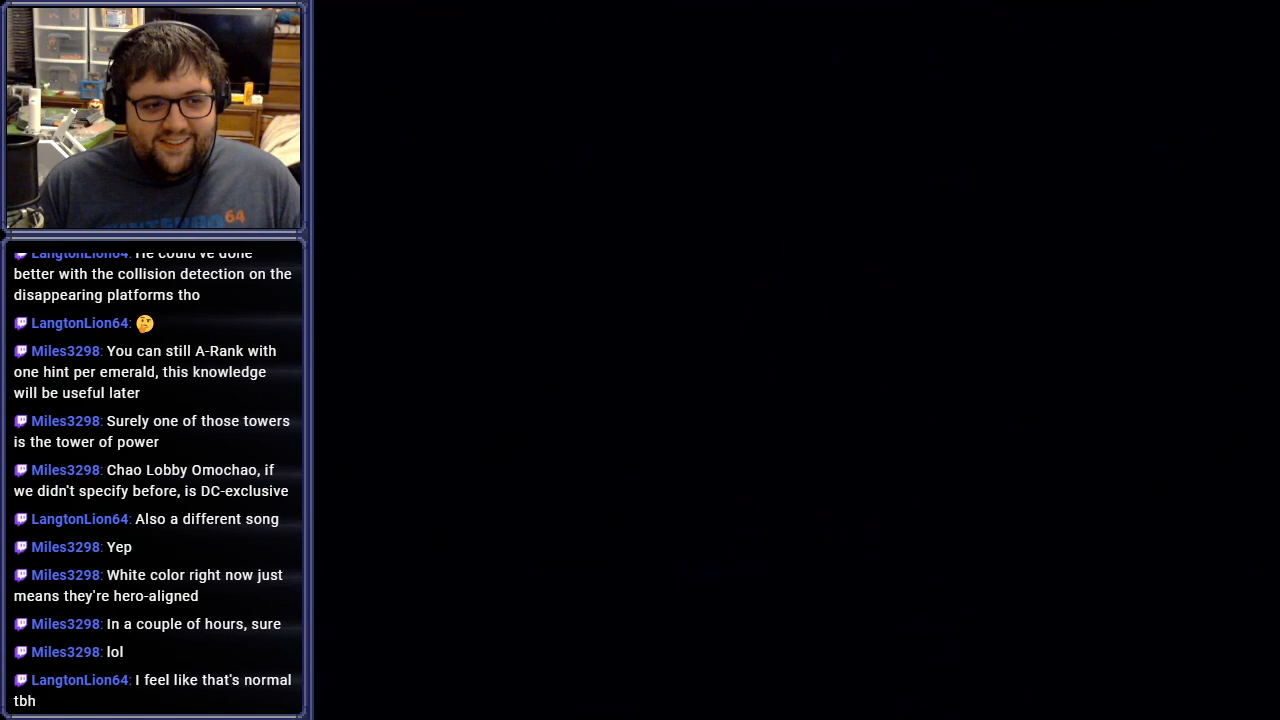 64
LangtonLion64: He could've done
better with the collision detection on the
disappearing platforms tho
LangtonLion64: 🤔
Miles3298: You can still A-Rank with
one hint per emerald, this knowledge
will be useful later
Miles3298: Surely one of those towers
is the tower of power
Miles3298: Chao Lobby Omochao, if
we didn't specify before, is DC-exclusive
LangtonLion64: Also a different song
Miles3298: Yep
Miles3298: White color right now just
means they're hero-aligned
Miles3298: In a couple of hours, sure
Miles3298: lol
LangtonLion64: I feel like that's normal
tbh